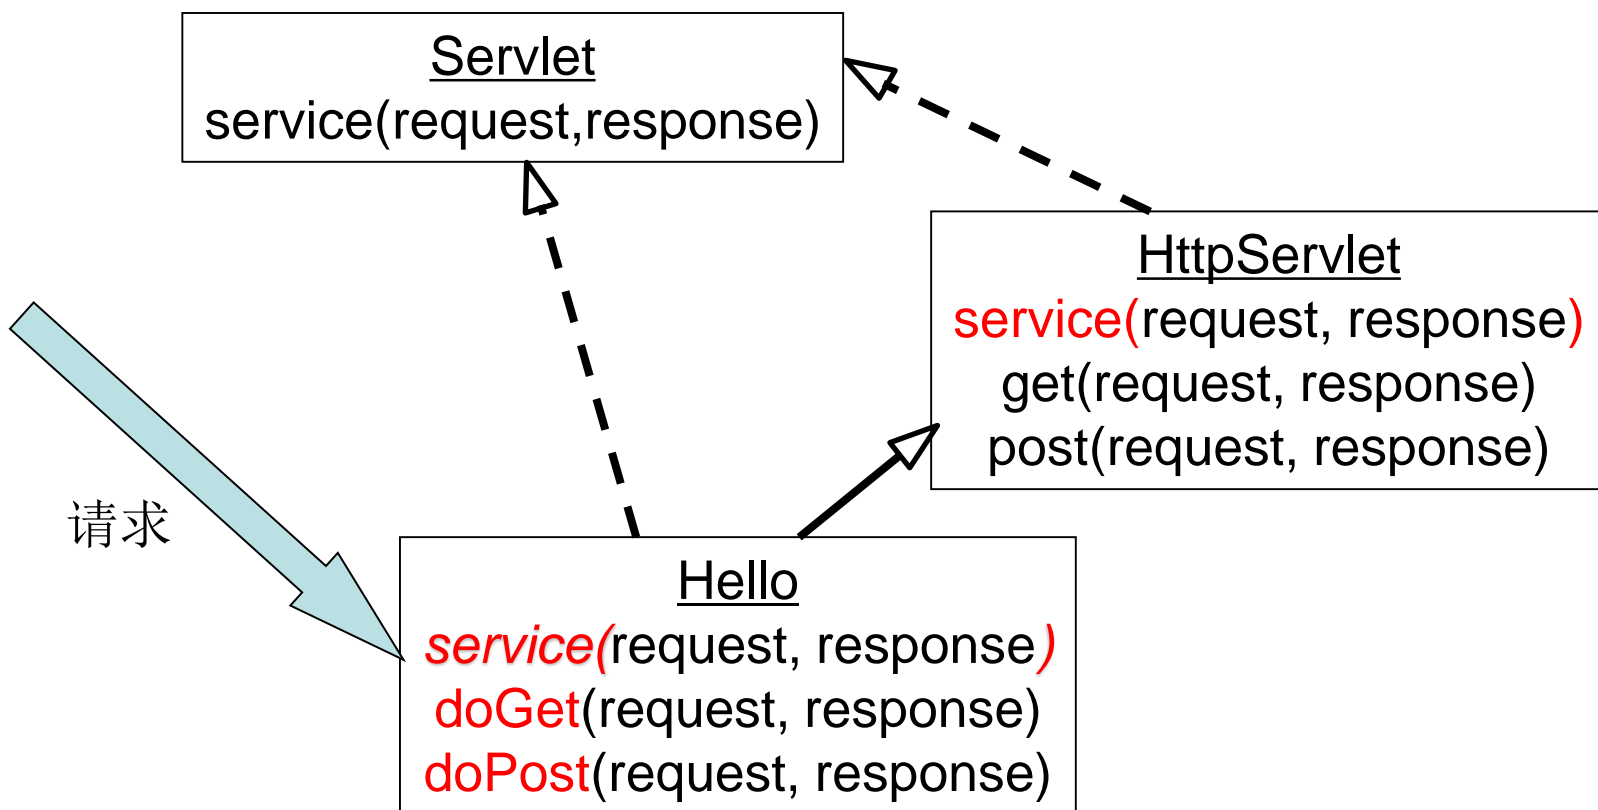 Servlet
service(request,response)
HttpServlet
service(request, response)
get(request, response)
post(request, response)
请求
Hello
service(request, response)
doGet(request, response)
doPost(request, response)